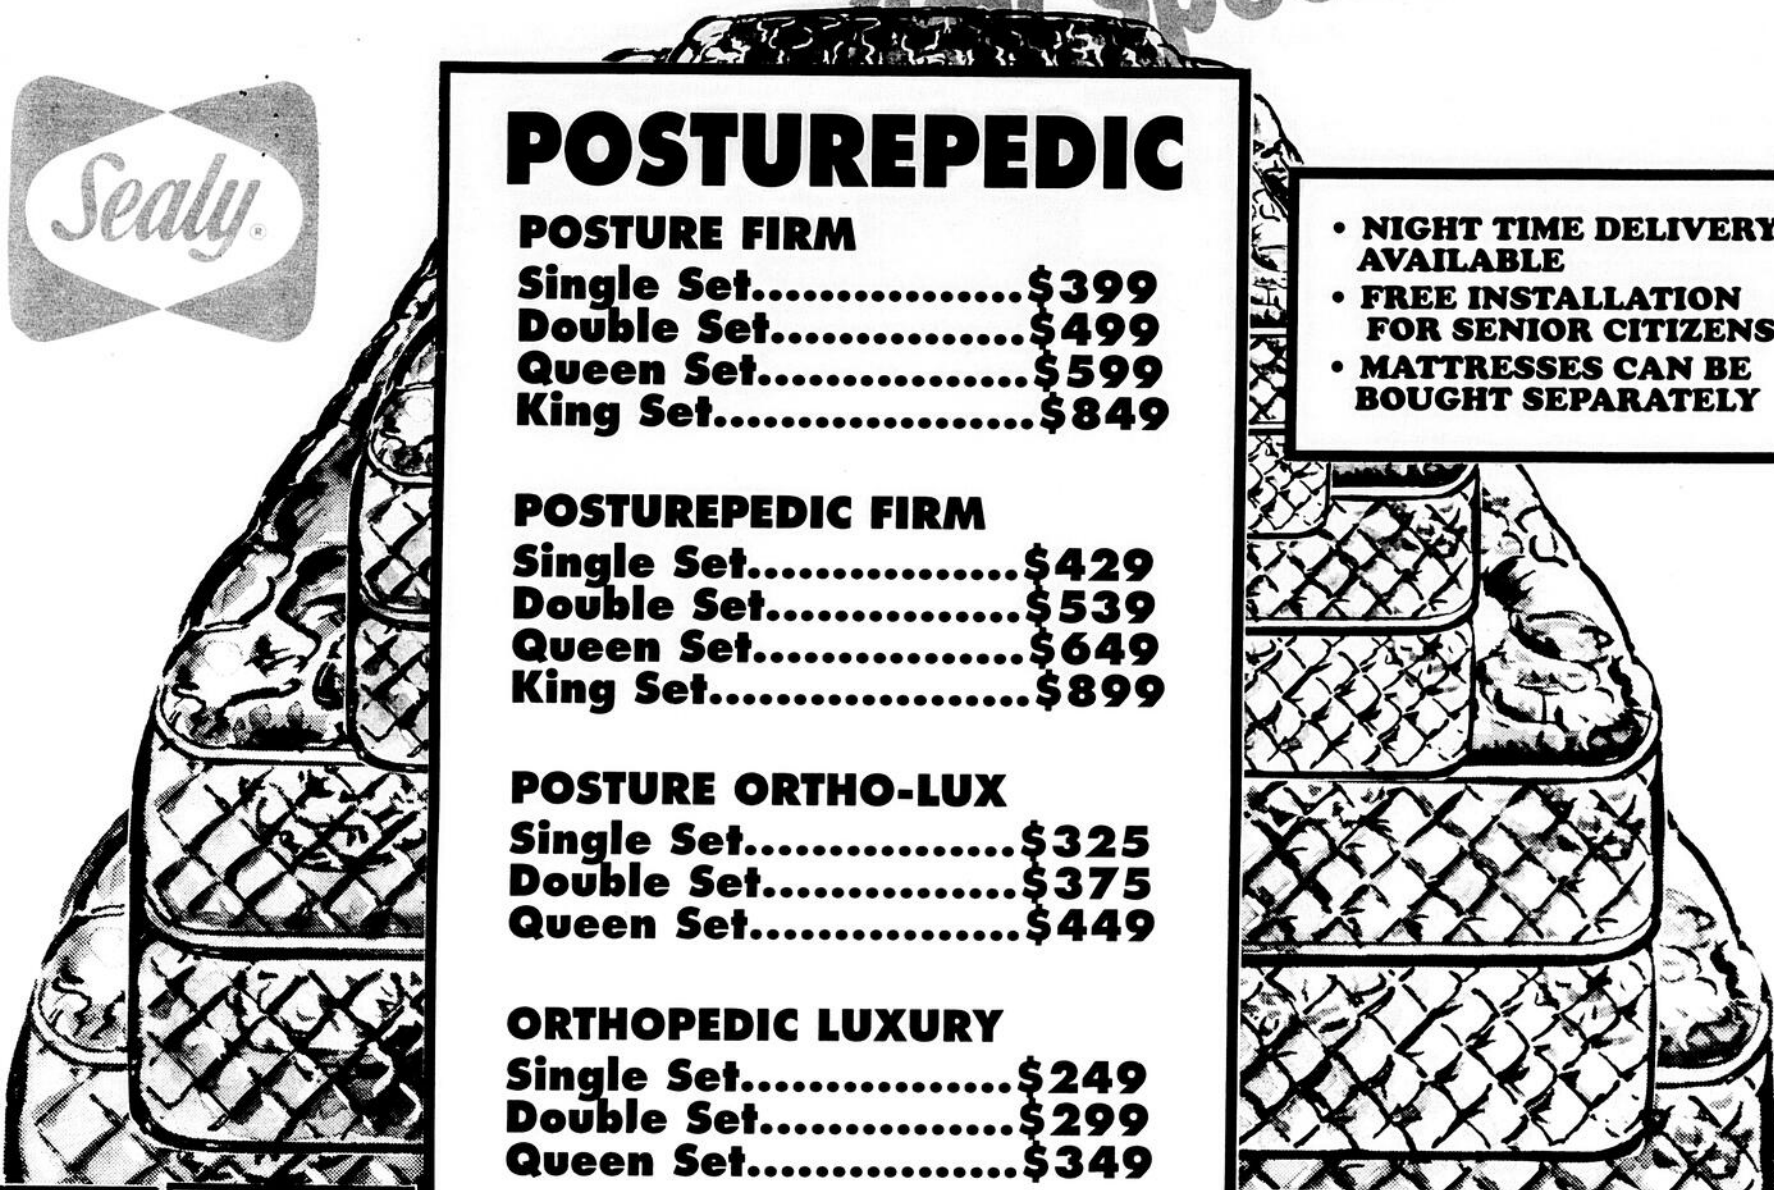 Sealy®
POSTUREPEDIC
POSTURE FIRM
Single Set................$399
Double Set...............$499
Queen Set................$599
King Set...................$849
POSTUREPEDIC FIRM
Single Set................$429
Double Set...............$539
Queen Set................$649
King Set...................$899
POSTURE ORTHO-LUX
Single Set................$325
Double Set...............$375
Queen Set................$449
ORTHOPEDIC LUXURY
Single Set................$249
Double Set...............$299
Queen Set................$349
• NIGHT TIME DELIVERY
AVAILABLE
• FREE INSTALLATION
FOR SENIOR CITIZENS
• MATTRESSES CAN BE
BOUGHT SEPARATELY